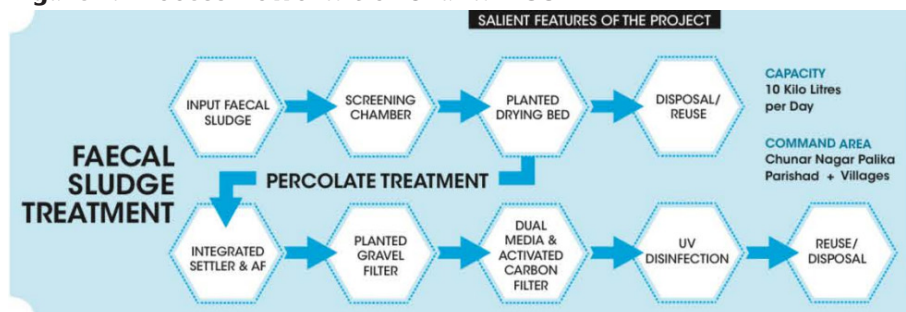 SALIENT FEATURES OF THE PROJECT
INPUT FAECAL
SLUDGE
SCREENING
CHAMBER
PLANTED
DRYING BED
DISPOSAL/
REUSE
CAPACITY
10 Kilo Litres
per Day
COMMAND AREA
Chunar Nagar Palika
Parishad + Villages
FAECAL
SLUDGE
TREATMENT
PERCOLATE TREATMENT
INTEGRATED
SETTLER & AF
PLANTED
GRAVEL
FILTER
DUAL
MEDIA &
ACTIVATED
CARBON
FILTER
UV
DISINFECTION
REUSE/
DISPOSAL